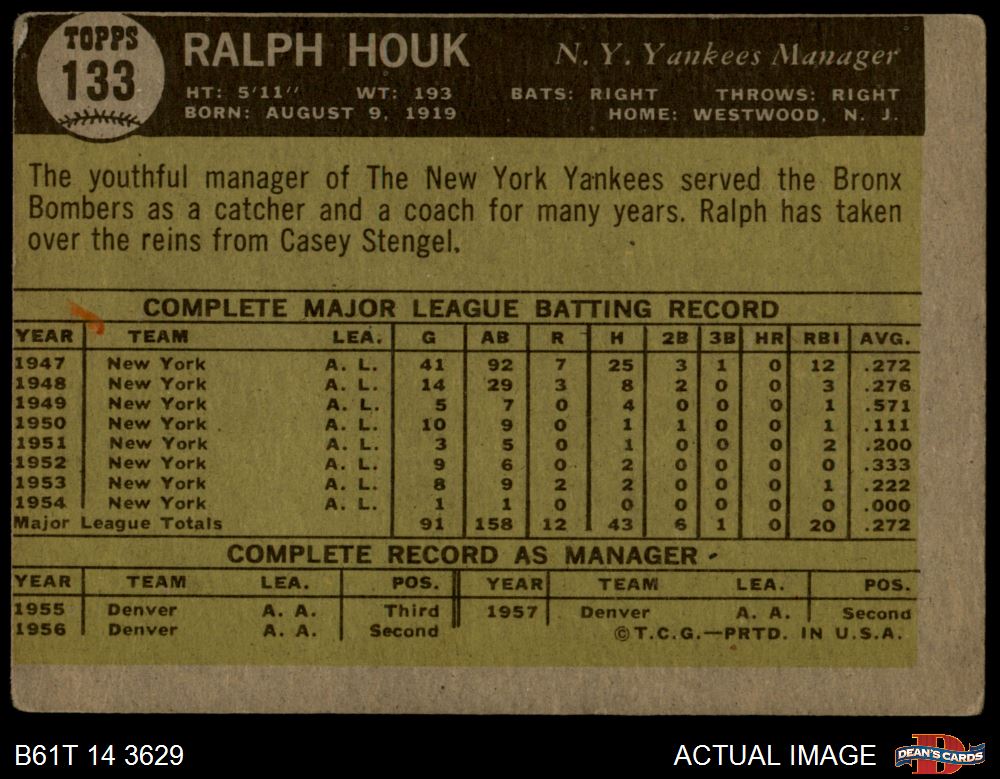 TOPPS
133
RALPH HOUK
N. Y. Yankees Manager
HT: 5'11" WT: 193 BATS: RIGHT THROWS: RIGHT
BORN: AUGUST 9, 1919 HOME: WESTWOOD, N. J.
The youthful manager of The New York Yankees served the Bronx
Bombers as a catcher and a coach for many years. Ralph has taken
over the reins from Casey Stengel.
COMPLETE MAJOR LEAGUE BATTING RECORD
YEAR TEAM LEA. G AB R H 2B 3B HR RBI AVG.
1947 New York A. L. 41 92 7 25 3 1 0 12 .272
1948 New York A. L. 14 29 3 8 2 0 0 3 .276
1949 New York A. L. 5 7 0 4 0 0 0 1 .571
1950 New York A. L. 10 9 0 1 1 0 0 1 .111
1951 New York A. L. 3 5 0 1 0 0 0 2 .200
1952 New York A. L. 9 6 0 2 0 0 0 0 .333
1953 New York A. L. 8 9 2 2 0 0 0 1 .222
1954 New York A. L. 1 1 0 0 0 0 0 0 .000
Major League Totals 91 158 12 43 6 1 0 20 .272
COMPLETE RECORD AS MANAGER
YEAR TEAM LEA. POS. YEAR TEAM LEA. POS.
1955 Denver A. A. Third 1957 Denver A. A. Second
1956 Denver A. A. Second ©T.C.G.—PRTD. IN U.S.A.
B61T 14 3629
ACTUAL IMAGE
D
DEAN'S CARDS